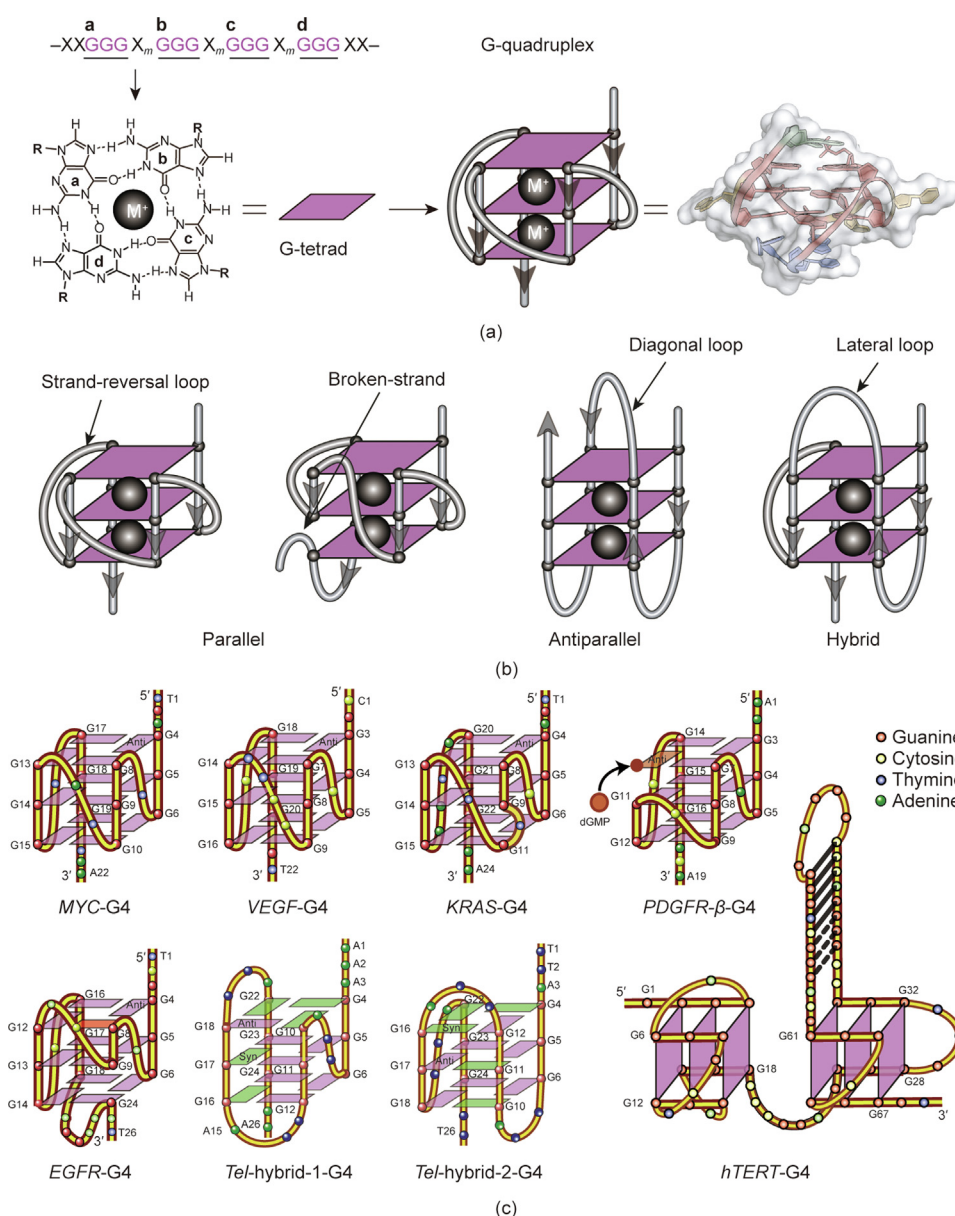 a b c d
–XXGGGXmGGGXmGGGXmGGGXX–
G-quadruplex
H
N
R
N
N
H
N
H
O
N
H
R
N
H
M⁺
a
b
c
d
G-tetrad
M⁺
M⁺
(a)
Strand-reversal loop
Broken-strand
Diagonal loop
Lateral loop
Parallel
Antiparallel
Hybrid
(b)
5′
T1
G17
Anti
G4
G13
G18
G8
G5
G14
G19
G9
G6
G15
G10
3′
A22
MYC-G4
5′
C1
G18
Anti
G3
G14
G19
G7
G4
G15
G20
G8
G5
G16
G9
3′
T22
VEGF-G4
5′
T1
G20
Anti
G4
G13
G21
G8
G5
G14
G22
G9
G6
G15
G11
3′
A24
KRAS-G4
5′
A1
G14
Anti
G3
G15
G7
G4
dGMP
G11
G16
G8
G5
G12
G9
3′
A19
PDGFR-β-G4
Guanine
Cytosine
Thymine
Adenine
5′
T1
G16
Anti
G4
G12
G17
G8
G5
G13
G18
G9
G6
G14
G24
3′
T26
EGFR-G4
A1
A2
A3
G22
G4
G18
Anti
G10
G23
G5
G17
Syn
G24
G11
G6
G16
G12
A15
A26
Tel-hybrid-1-G4
T1
T2
A3
G22
G4
G16
Syn
G12
G23
G5
G17
Anti
G24
G11
G6
G18
G10
T26
Tel-hybrid-2-G4
5′
G1
G32
G6
G61
G18
G28
G12
G67
3′
hTERT-G4
(c)